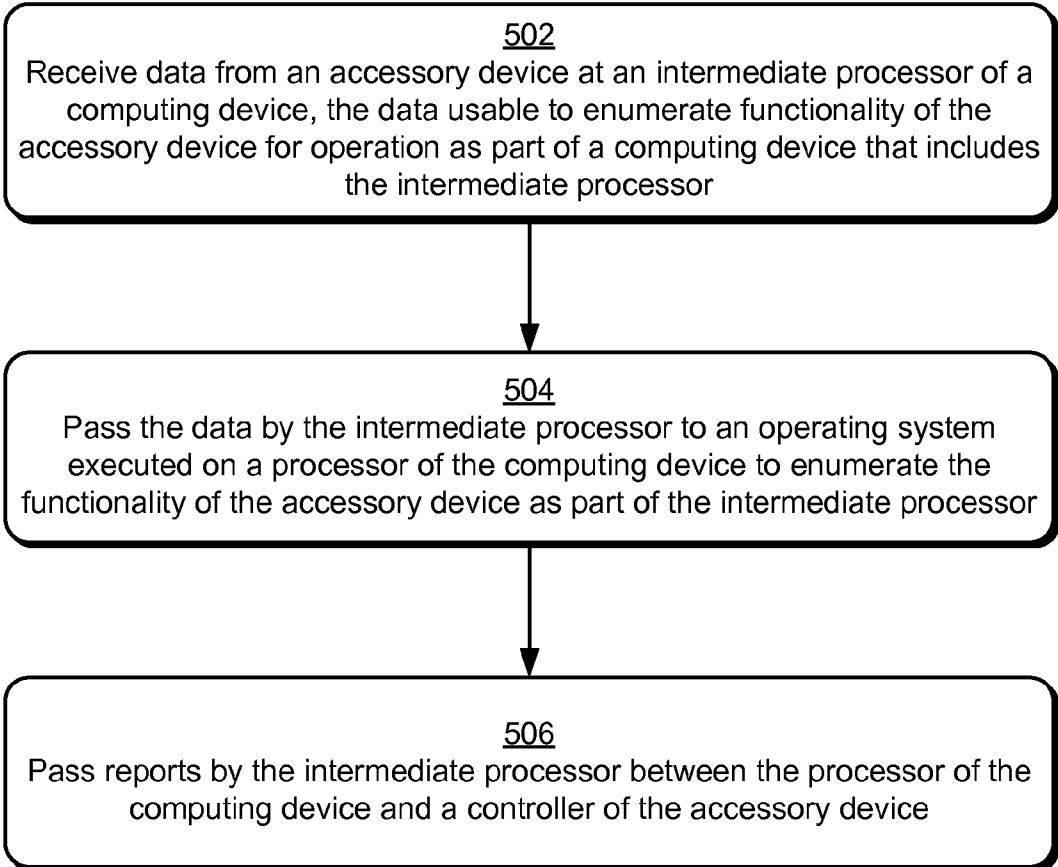 502
Receive data from an accessory device at an intermediate processor of a
computing device, the data usable to enumerate functionality of the
accessory device for operation as part of a computing device that includes
the intermediate processor
504
Pass the data by the intermediate processor to an operating system
executed on a processor of the computing device to enumerate the
functionality of the accessory device as part of the intermediate processor
506
Pass reports by the intermediate processor between the processor of the
computing device and a controller of the accessory device